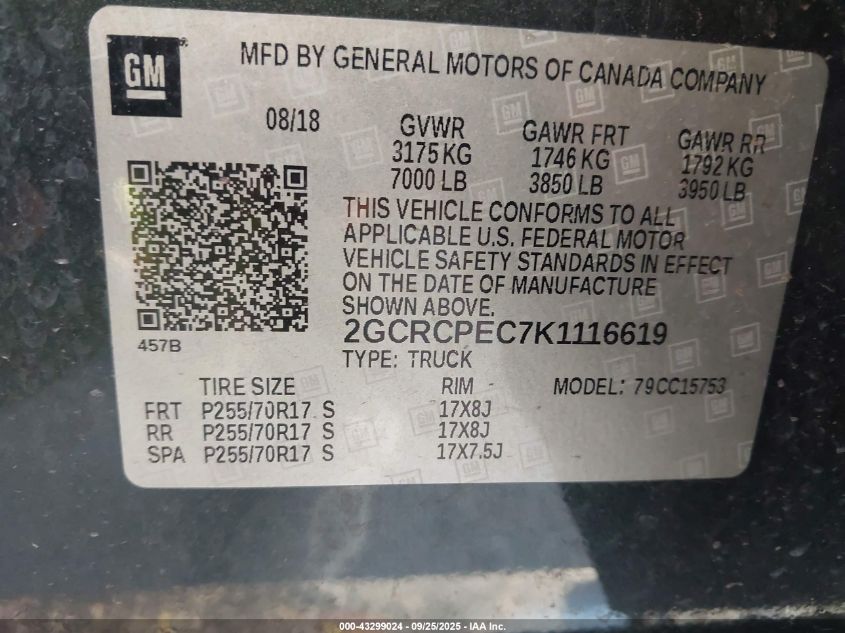 GM
MFD BY GENERAL MOTORS OF CANADA COMPANY
08/18
GVWR GAWR FRT GAWR RR
3175 KG 1746 KG 1792 KG
7000 LB 3850 LB 3950 LB
THIS VEHICLE CONFORMS TO ALL
APPLICABLE U.S. FEDERAL MOTOR
VEHICLE SAFETY STANDARDS IN EFFECT
ON THE DATE OF MANUFACTURE
SHOWN ABOVE.
457B
2GCRCPEC7K1116619
TYPE: TRUCK
TIRE SIZE RIM MODEL: 79CC15753
FRT P255/70R17 S 17X8J
RR P255/70R17 S 17X8J
SPA P255/70R17 S 17X7.5J
000-43299024 - 09/25/2025 - IAA Inc.